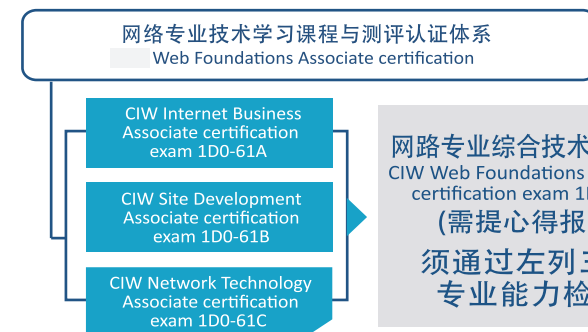 网络专业技术学习课程与测评认证体系
Web Foundations Associate certification
CIW Internet Business
Associate certification
exam 1D0-61A
CIW Site Development
Associate certification
exam 1D0-61B
CIW Network Technology
Associate certification
exam 1D0-61C
网路专业综合技术
CIW Web Foundations
certification exam
(需提心得报
须通过左列
专业能力检